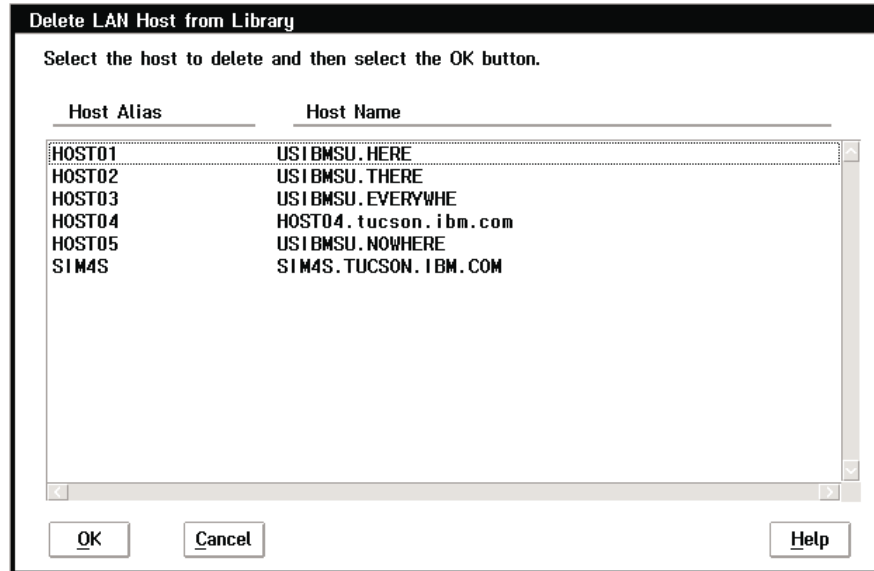 Delete LAN Host from Library
Select the host to delete and then select the OK button.
Host Alias Host Name
HOST01 USIBMSU.HERE
HOST02 USIBMSU.THERE
HOST03 USIBMSU.EVERYWHE
HOST04 HOST04.tucson.ibm.com
HOST05 USIBMSU.NOWHERE
SIM4S SIM4S.TUCSON.IBM.COM
OK Cancel Help